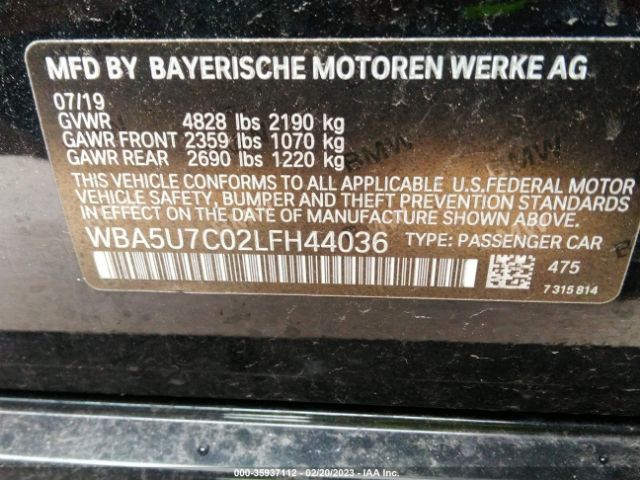 MFD BY BAYERISCHE MOTOREN WERKE AG
07/19
GVWR 4828 lbs 2190 kg
GAWR FRONT 2359 lbs 1070 kg
GAWR REAR 2690 lbs 1220 kg
THIS VEHICLE CONFORMS TO ALL APPLICABLE U.S.FEDERAL MOTOR
VEHICLE SAFETY, BUMPER AND THEFT PREVENTION
STANDARDS IN EFFECT ON THE DATE OF MANUFACTURE SHOWN ABOVE.
WBA5U7C02LFH44036 TYPE: PASSENGER CAR
475
7 315 814
BMW
BMW
000-35937112 - 02/20/2023 - IAA Inc.